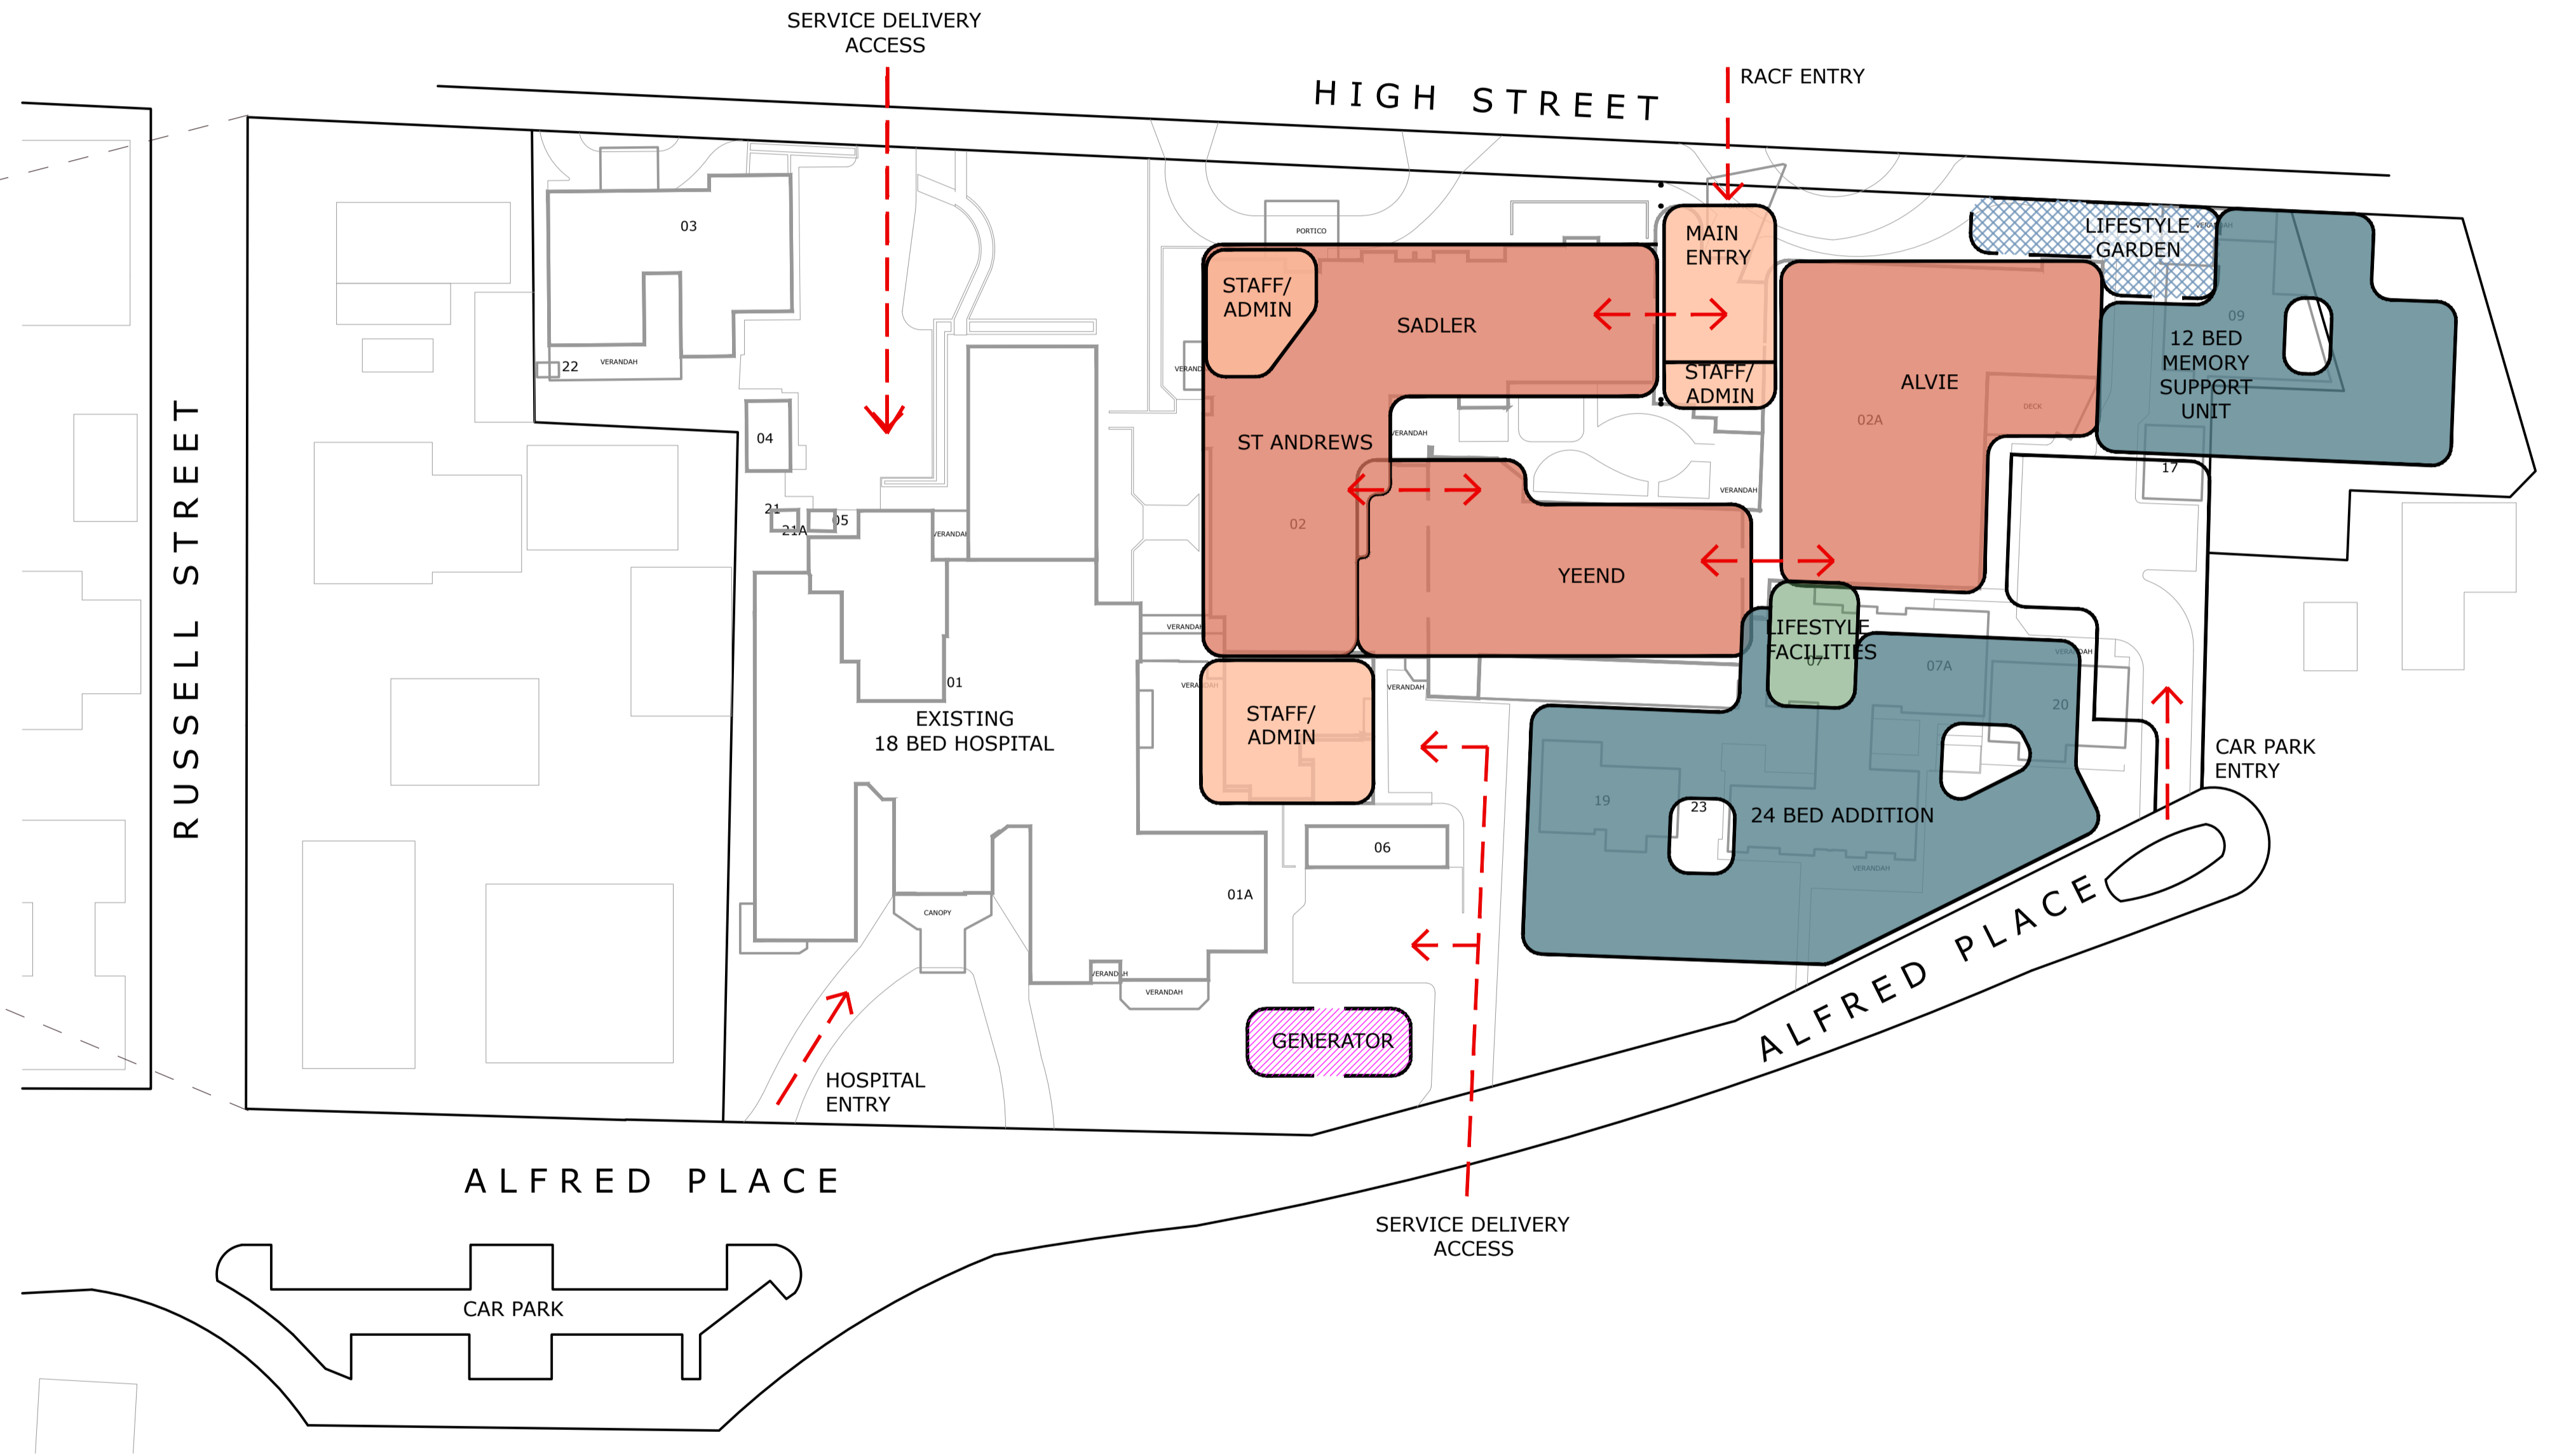 SERVICE DELIVERY
ACCESS
HIGH STREET
RACF ENTRY
03
22
VERANDAH
04
21
21A
05
VERANDAH
PORTICO
STAFF/
ADMIN
SADLER
MAIN
ENTRY
STAFF/
ADMIN
ALVIE
02A
DECK
LIFESTYLE
GARDEN
VERANDAH
09
12 BED
MEMORY
SUPPORT
UNIT
17
ST ANDREWS
02
VERANDAH
VERANDAH
YEEND
LIFESTYLE
FACILITIES
07
07A
VERANDAH
20
RUSSELL STREET
01
EXISTING
18 BED HOSPITAL
VERANDAH
VERANDAH
STAFF/
ADMIN
VERANDAH
06
01A
CANOPY
VERANDAH
VERANDAH
19
23
24 BED ADDITION
VERANDAH
CAR PARK
ENTRY
ALFRED PLACE
GENERATOR
HOSPITAL
ENTRY
ALFRED PLACE
SERVICE DELIVERY
ACCESS
CAR PARK